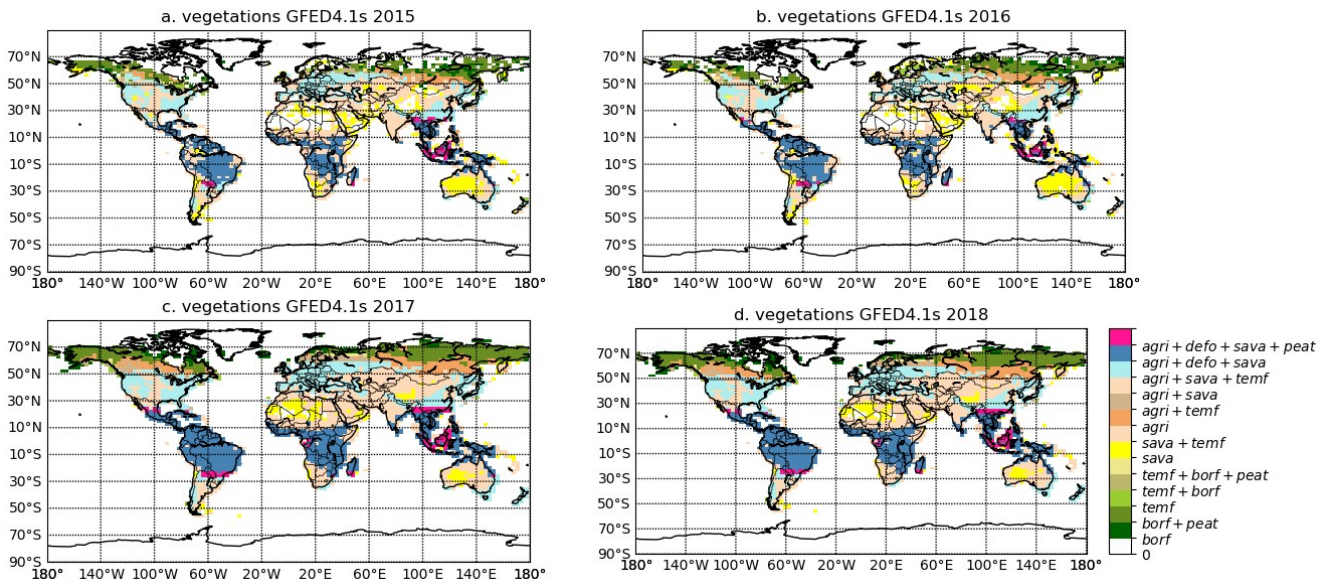 a. vegetations GFED4.1s 2015
b. vegetations GFED4.1s 2016
70°N
50°N
30°N
10°N
10°S
30°S
50°S
70°S
90°S
180° 140°W 100°W 60°W 20°W 20°E 60°E 100°E 140°E 180°
70°N
50°N
30°N
10°N
10°S
30°S
50°S
70°S
90°S
180° 140°W 100°W 60°W 20°W 20°E 60°E 100°E 140°E 180°
c. vegetations GFED4.1s 2017
d. vegetations GFED4.1s 2018
70°N
50°N
30°N
10°N
10°S
30°S
50°S
70°S
90°S
180° 140°W 100°W 60°W 20°W 20°E 60°E 100°E 140°E 180°
70°N
50°N
30°N
10°N
10°S
30°S
50°S
70°S
90°S
180° 140°W 100°W 60°W 20°W 20°E 60°E 100°E 140°E 180°
agri + defo + sava + peat
agri + defo + sava
agri + sava + temf
agri + sava
agri + temf
agri
sava + temf
sava
temf + borf + peat
temf + borf
temf
borf + peat
borf
0